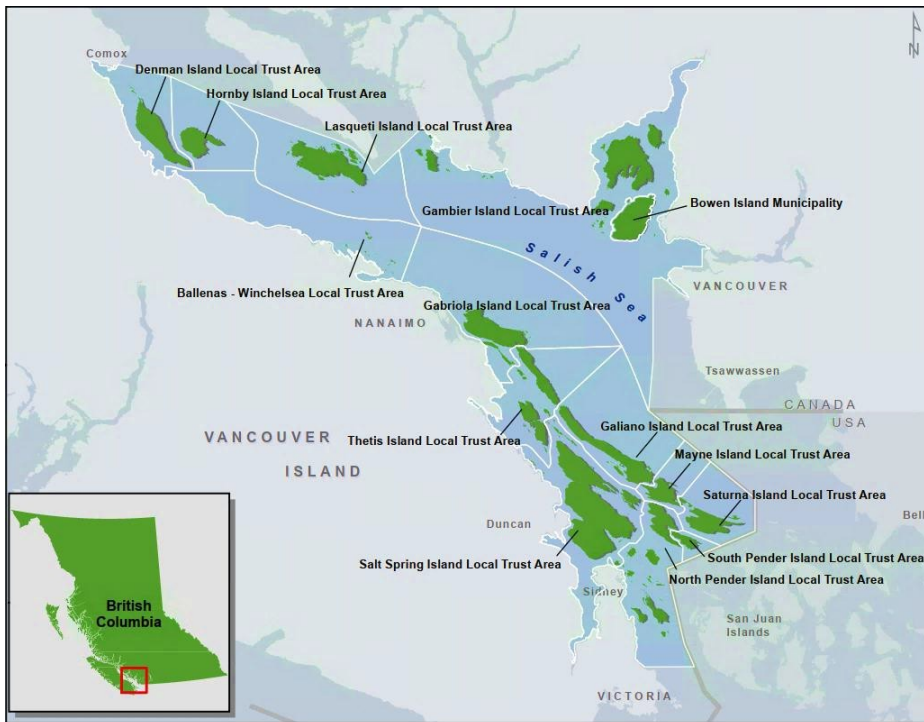 N
Comox
Denman Island Local Trust Area
Hornby Island Local Trust Area
Lasqueti Island Local Trust Area
Gambier Island Local Trust Area
Bowen Island Municipality
Salish Sea
Ballenas - Winchelsea Local Trust Area
VANCOUVER
Gabriola Island Local Trust Area
NANAIMO
Tsawwassen
CANADA
USA
Galiano Island Local Trust Area
VANCOUVER
ISLAND
Thetis Island Local Trust Area
Mayne Island Local Trust Area
Saturna Island Local Trust Area
Bell
Duncan
South Pender Island Local Trust Area
Salt Spring Island Local Trust Area
North Pender Island Local Trust Area
Sidney
San Juan
Islands
British
Columbia
VICTORIA